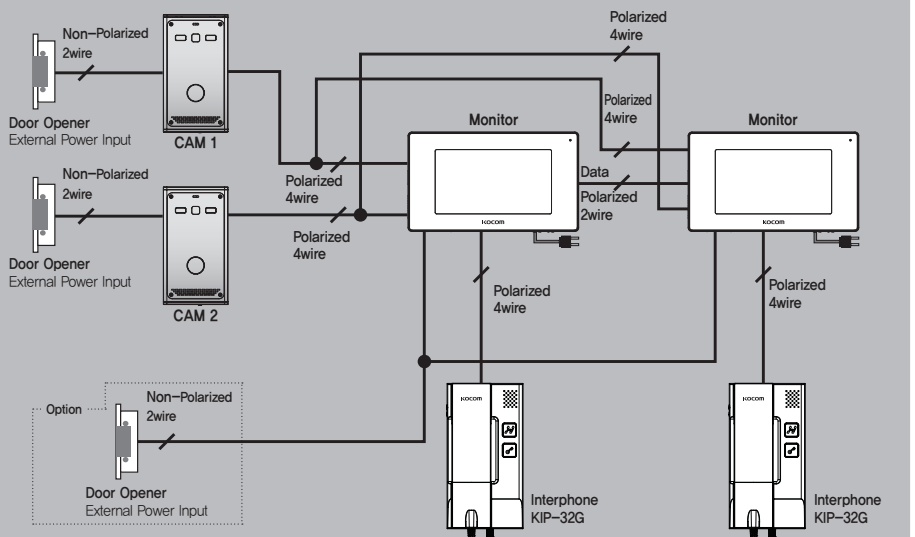 Non-Polarized
2wire
Door Opener
External Power Input
CAM 1
Non-Polarized
2wire
Door Opener
External Power Input
CAM 2
Polarized
4wire
Polarized
4wire
Polarized
4wire
Polarized
4wire
Monitor
KOCOM
Data
Polarized
2wire
Monitor
KOCOM
Polarized
4wire
Polarized
4wire
Option
Non-Polarized
2wire
Door Opener
External Power Input
KOCOM
Interphone
KIP-32G
KOCOM
Interphone
KIP-32G